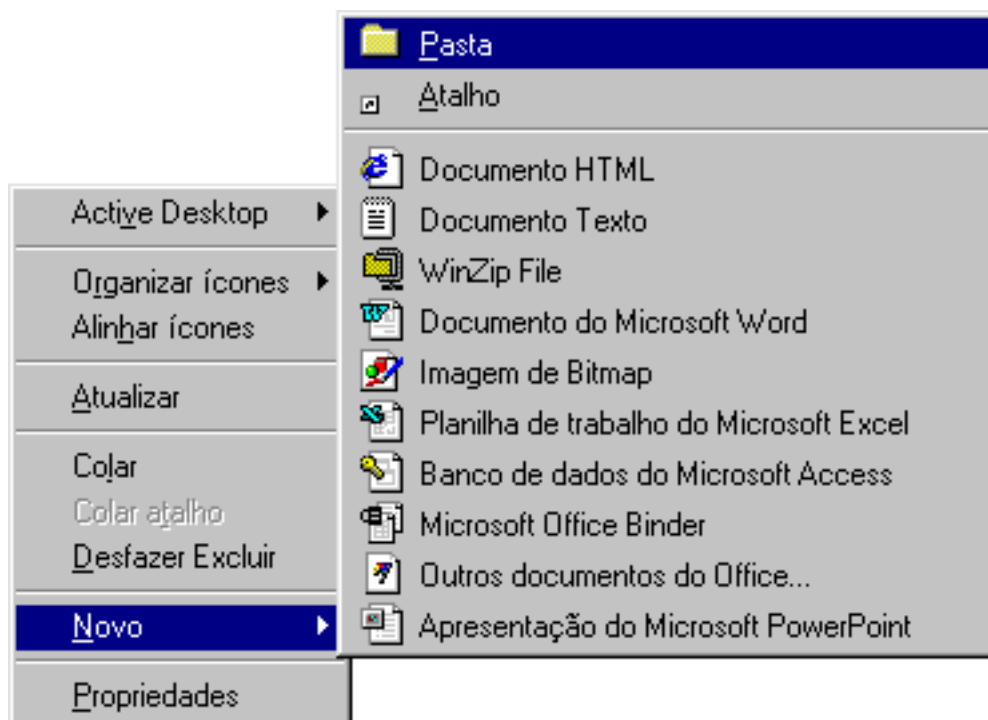 Active Desktop
Organizar ícones
Alinhar ícones
Atualizar
Colar
Colar atalho
Desfazer Excluir
Novo
Propriedades
Pasta
Atalho
Documento HTML
Documento Texto
WinZip File
Documento do Microsoft Word
Imagem de Bitmap
Planilha de trabalho do Microsoft Excel
Banco de dados do Microsoft Access
Microsoft Office Binder
Outros documentos do Office...
Apresentação do Microsoft PowerPoint